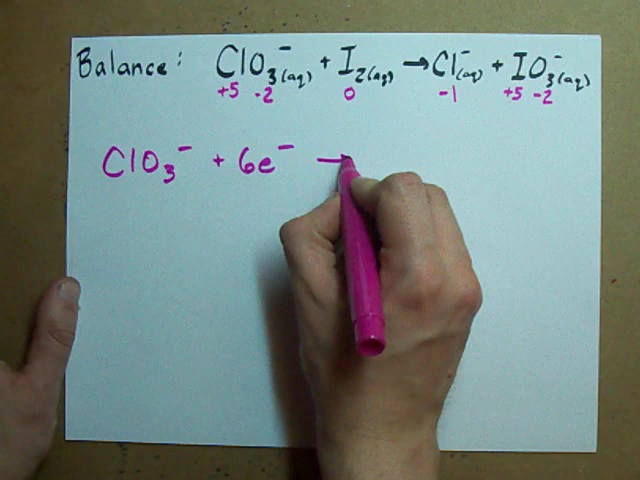 Balance: ClO₃⁻(aq) + I₂(aq) → Cl⁻(aq) + IO₃⁻(aq)
+5 -2 0 -1 +5 -2
ClO₃⁻ + 6e⁻ →